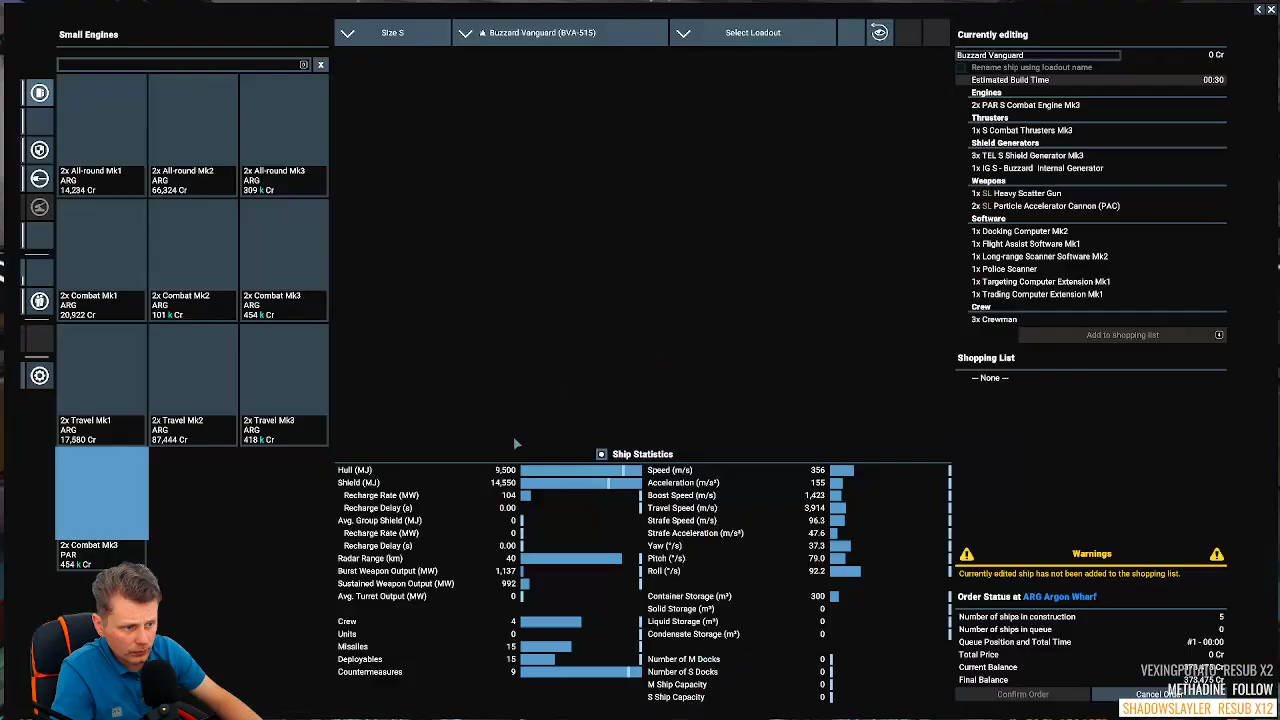 Small Engines
x
2x All-round Mk1
ARG
14,234 Cr
2x All-round Mk2
ARG
66,324 Cr
2x All-round Mk3
ARG
309 k Cr
2x Combat Mk1
ARG
20,922 Cr
2x Combat Mk2
ARG
101 k Cr
2x Combat Mk3
ARG
454 k Cr
2x Travel Mk1
ARG
17,580 Cr
2x Travel Mk2
ARG
87,444 Cr
2x Travel Mk3
ARG
418 k Cr
2x Combat Mk3
PAR
454 k Cr
Size S
Buzzard Vanguard (BVA-515)
Select Loadout
Ship Statistics
Hull (MJ) 9,500
Shield (MJ) 14,550
Recharge Rate (MW) 104
Recharge Delay (s) 0.00
Avg. Group Shield (MJ) 0
Recharge Rate (MW) 0
Recharge Delay (s) 0.00
Radar Range (km) 40
Burst Weapon Output (MW) 1,137
Sustained Weapon Output (MW) 992
Avg. Turret Output (MW) 0
Crew 4
Units 0
Missiles 15
Deployables 15
Countermeasures 9
Speed (m/s) 356
Acceleration (m/s²) 155
Boost Speed (m/s) 1,423
Travel Speed (m/s) 3,914
Strafe Speed (m/s) 96.3
Strafe Acceleration (m/s²) 47.6
Yaw (°/s) 37.3
Pitch (°/s) 79.0
Roll (°/s) 92.2
Container Storage (m³) 300
Solid Storage (m³) 0
Liquid Storage (m³) 0
Condensate Storage (m³) 0
Number of M Docks 0
Number of S Docks 0
M Ship Capacity 0
S Ship Capacity 0
Currently editing
Buzzard Vanguard 0 Cr
Rename ship using loadout name
Estimated Build Time 00:30
Engines
2x PAR S Combat Engine Mk3
Thrusters
1x S Combat Thrusters Mk3
Shield Generators
3x TEL S Shield Generator Mk3
1x IG S - Buzzard Internal Generator
Weapons
1x SL Heavy Scatter Gun
2x SL Particle Accelerator Cannon (PAC)
Software
1x Docking Computer Mk2
1x Flight Assist Software Mk1
1x Long-range Scanner Software Mk2
1x Police Scanner
1x Targeting Computer Extension Mk1
1x Trading Computer Extension Mk1
Crew
3x Crewman
Add to shopping list
Shopping List
— None —
Warnings
Currently edited ship has not been added to the shopping list.
Order Status at ARG Argon Wharf
Number of ships in construction 5
Number of ships in queue 0
Queue Position and Total Time #1 - 00:00
Total Price 0 Cr
Current Balance
Final Balance 373,475 Cr
Confirm Order
Cancel Order
VEXINGPOTATO RESUB X2
METHADINE FOLLOW
SHADOWSLAYLER RESUB X12